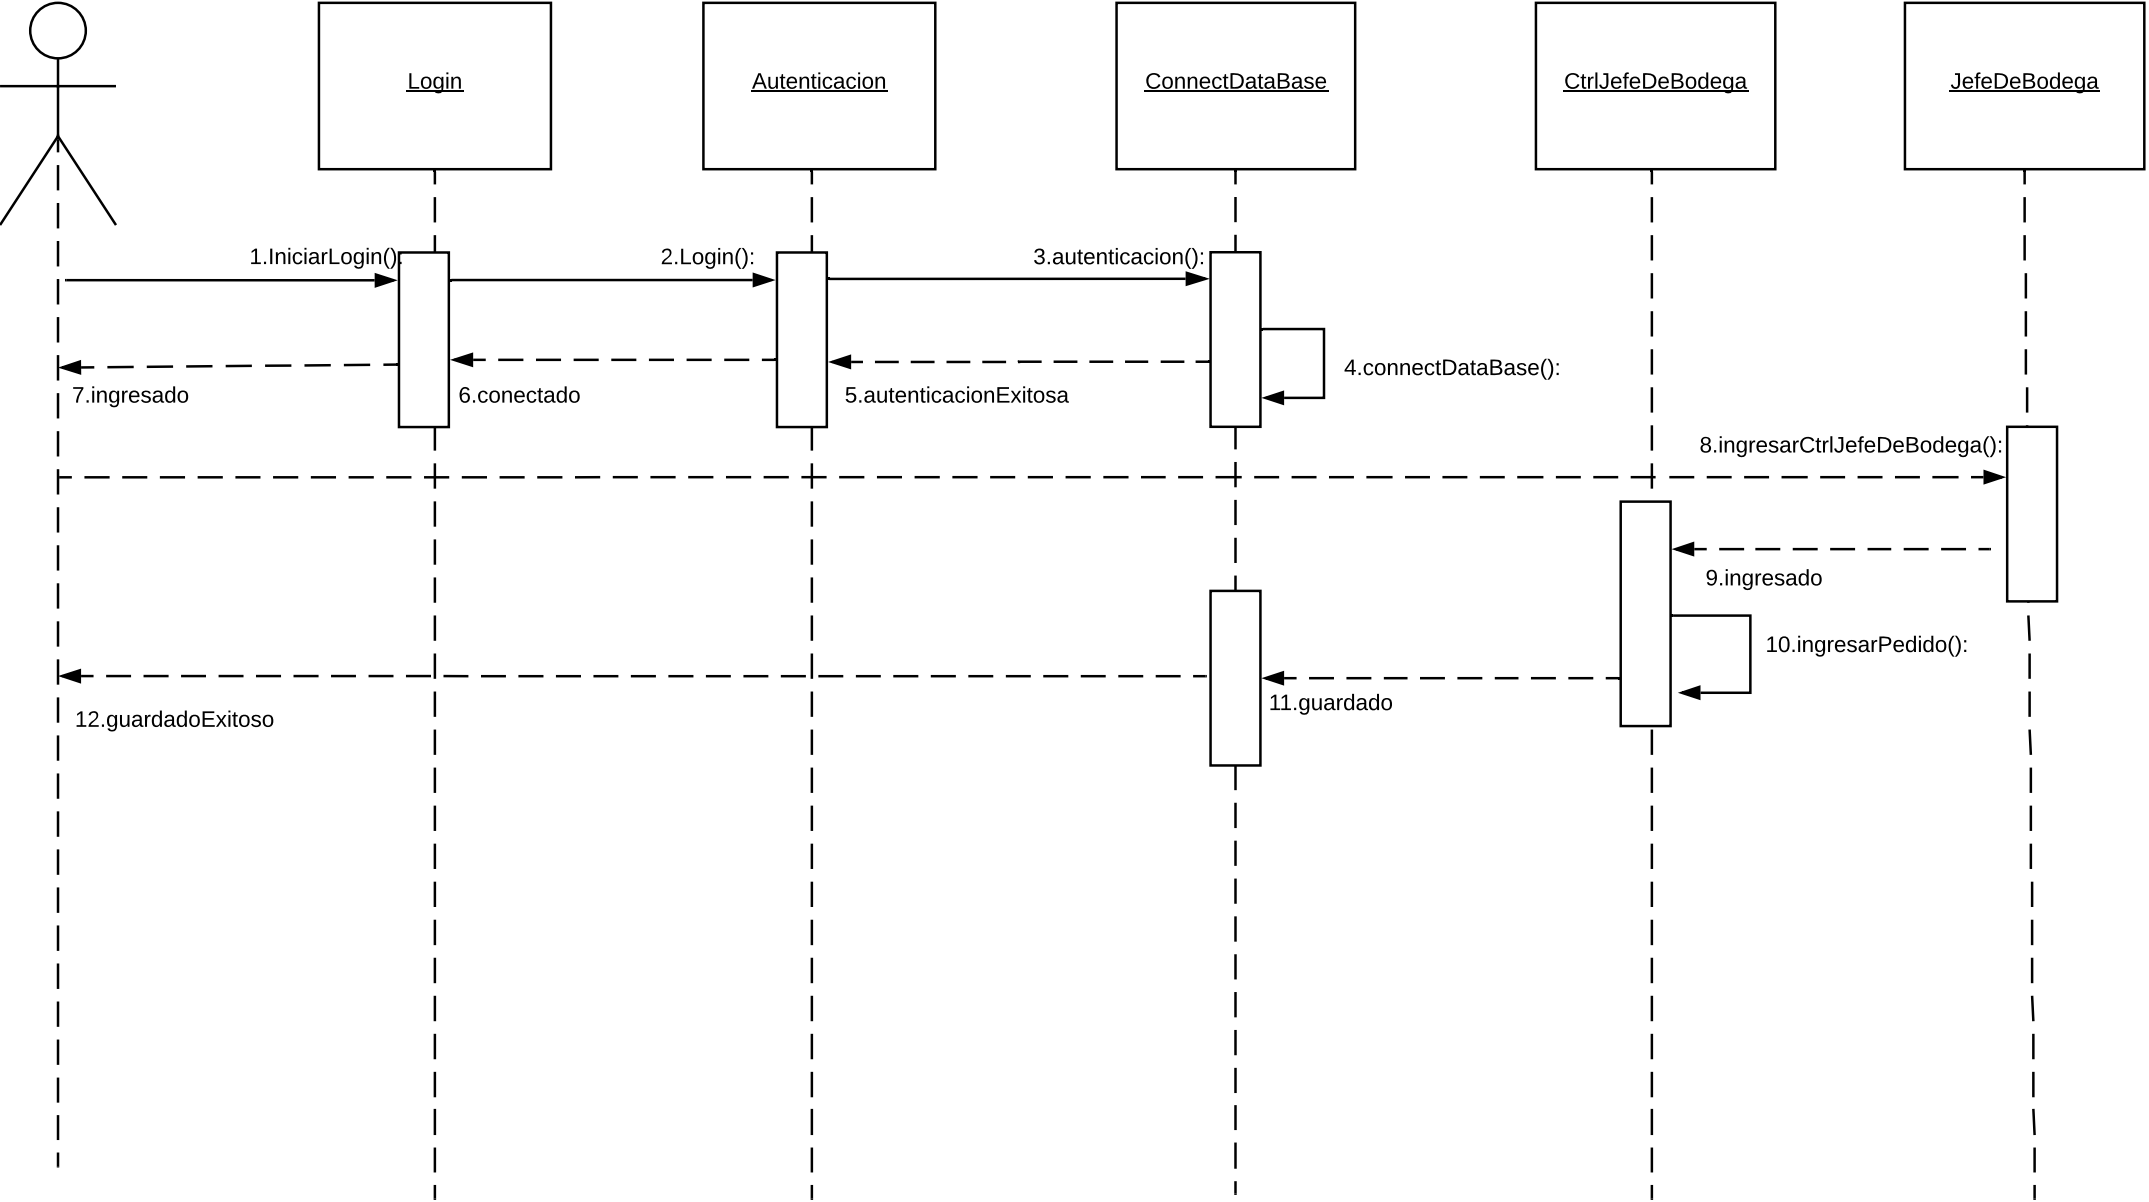 Login
Autenticacion
ConnectDataBase
CtrlJefeDeBodega
JefeDeBodega
1.IniciarLogin():
2.Login():
3.autenticacion():
4.connectDataBase():
7.ingresado
6.conectado
5.autenticacionExitosa
8.ingresarCtrlJefeDeBodega():
9.ingresado
10.ingresarPedido():
11.guardado
12.guardadoExitoso